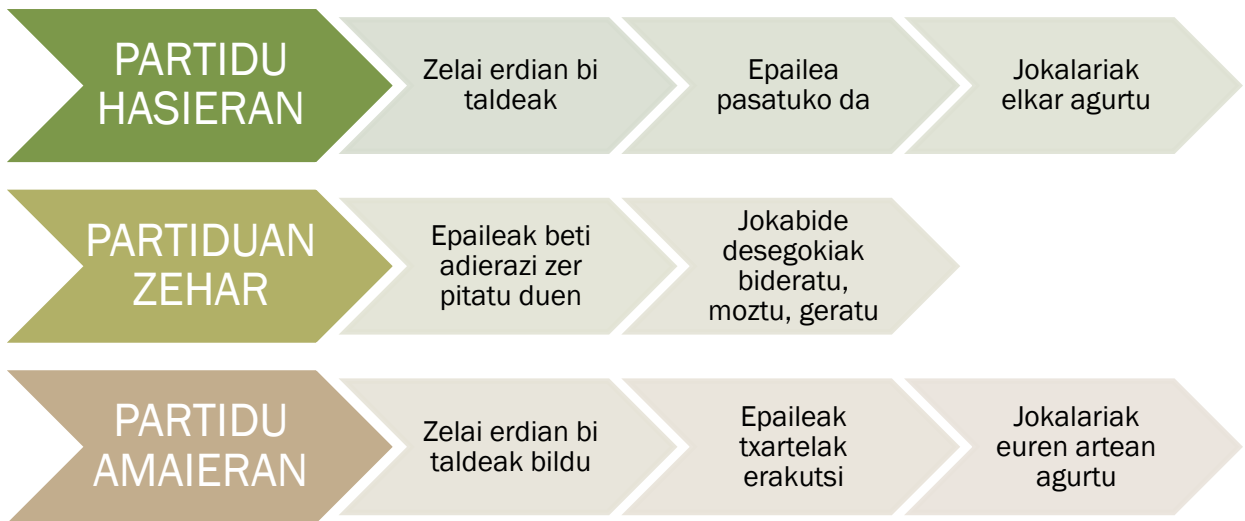 PARTIDU
HASIERAN
Zelai erdian bi
taldeak
Epailea
pasatuko da
Jokalariak
elkar agurtu
PARTIDUAN
ZEHAR
Epaileak beti
adierazi zer
pitatu duen
Jokabide
desegokiak
bideratu,
moztu, geratu
PARTIDU
AMAIERAN
Zelai erdian bi
taldeak bildu
Epaileak
txartelak
erakutsi
Jokalariak
euren artean
agurtu